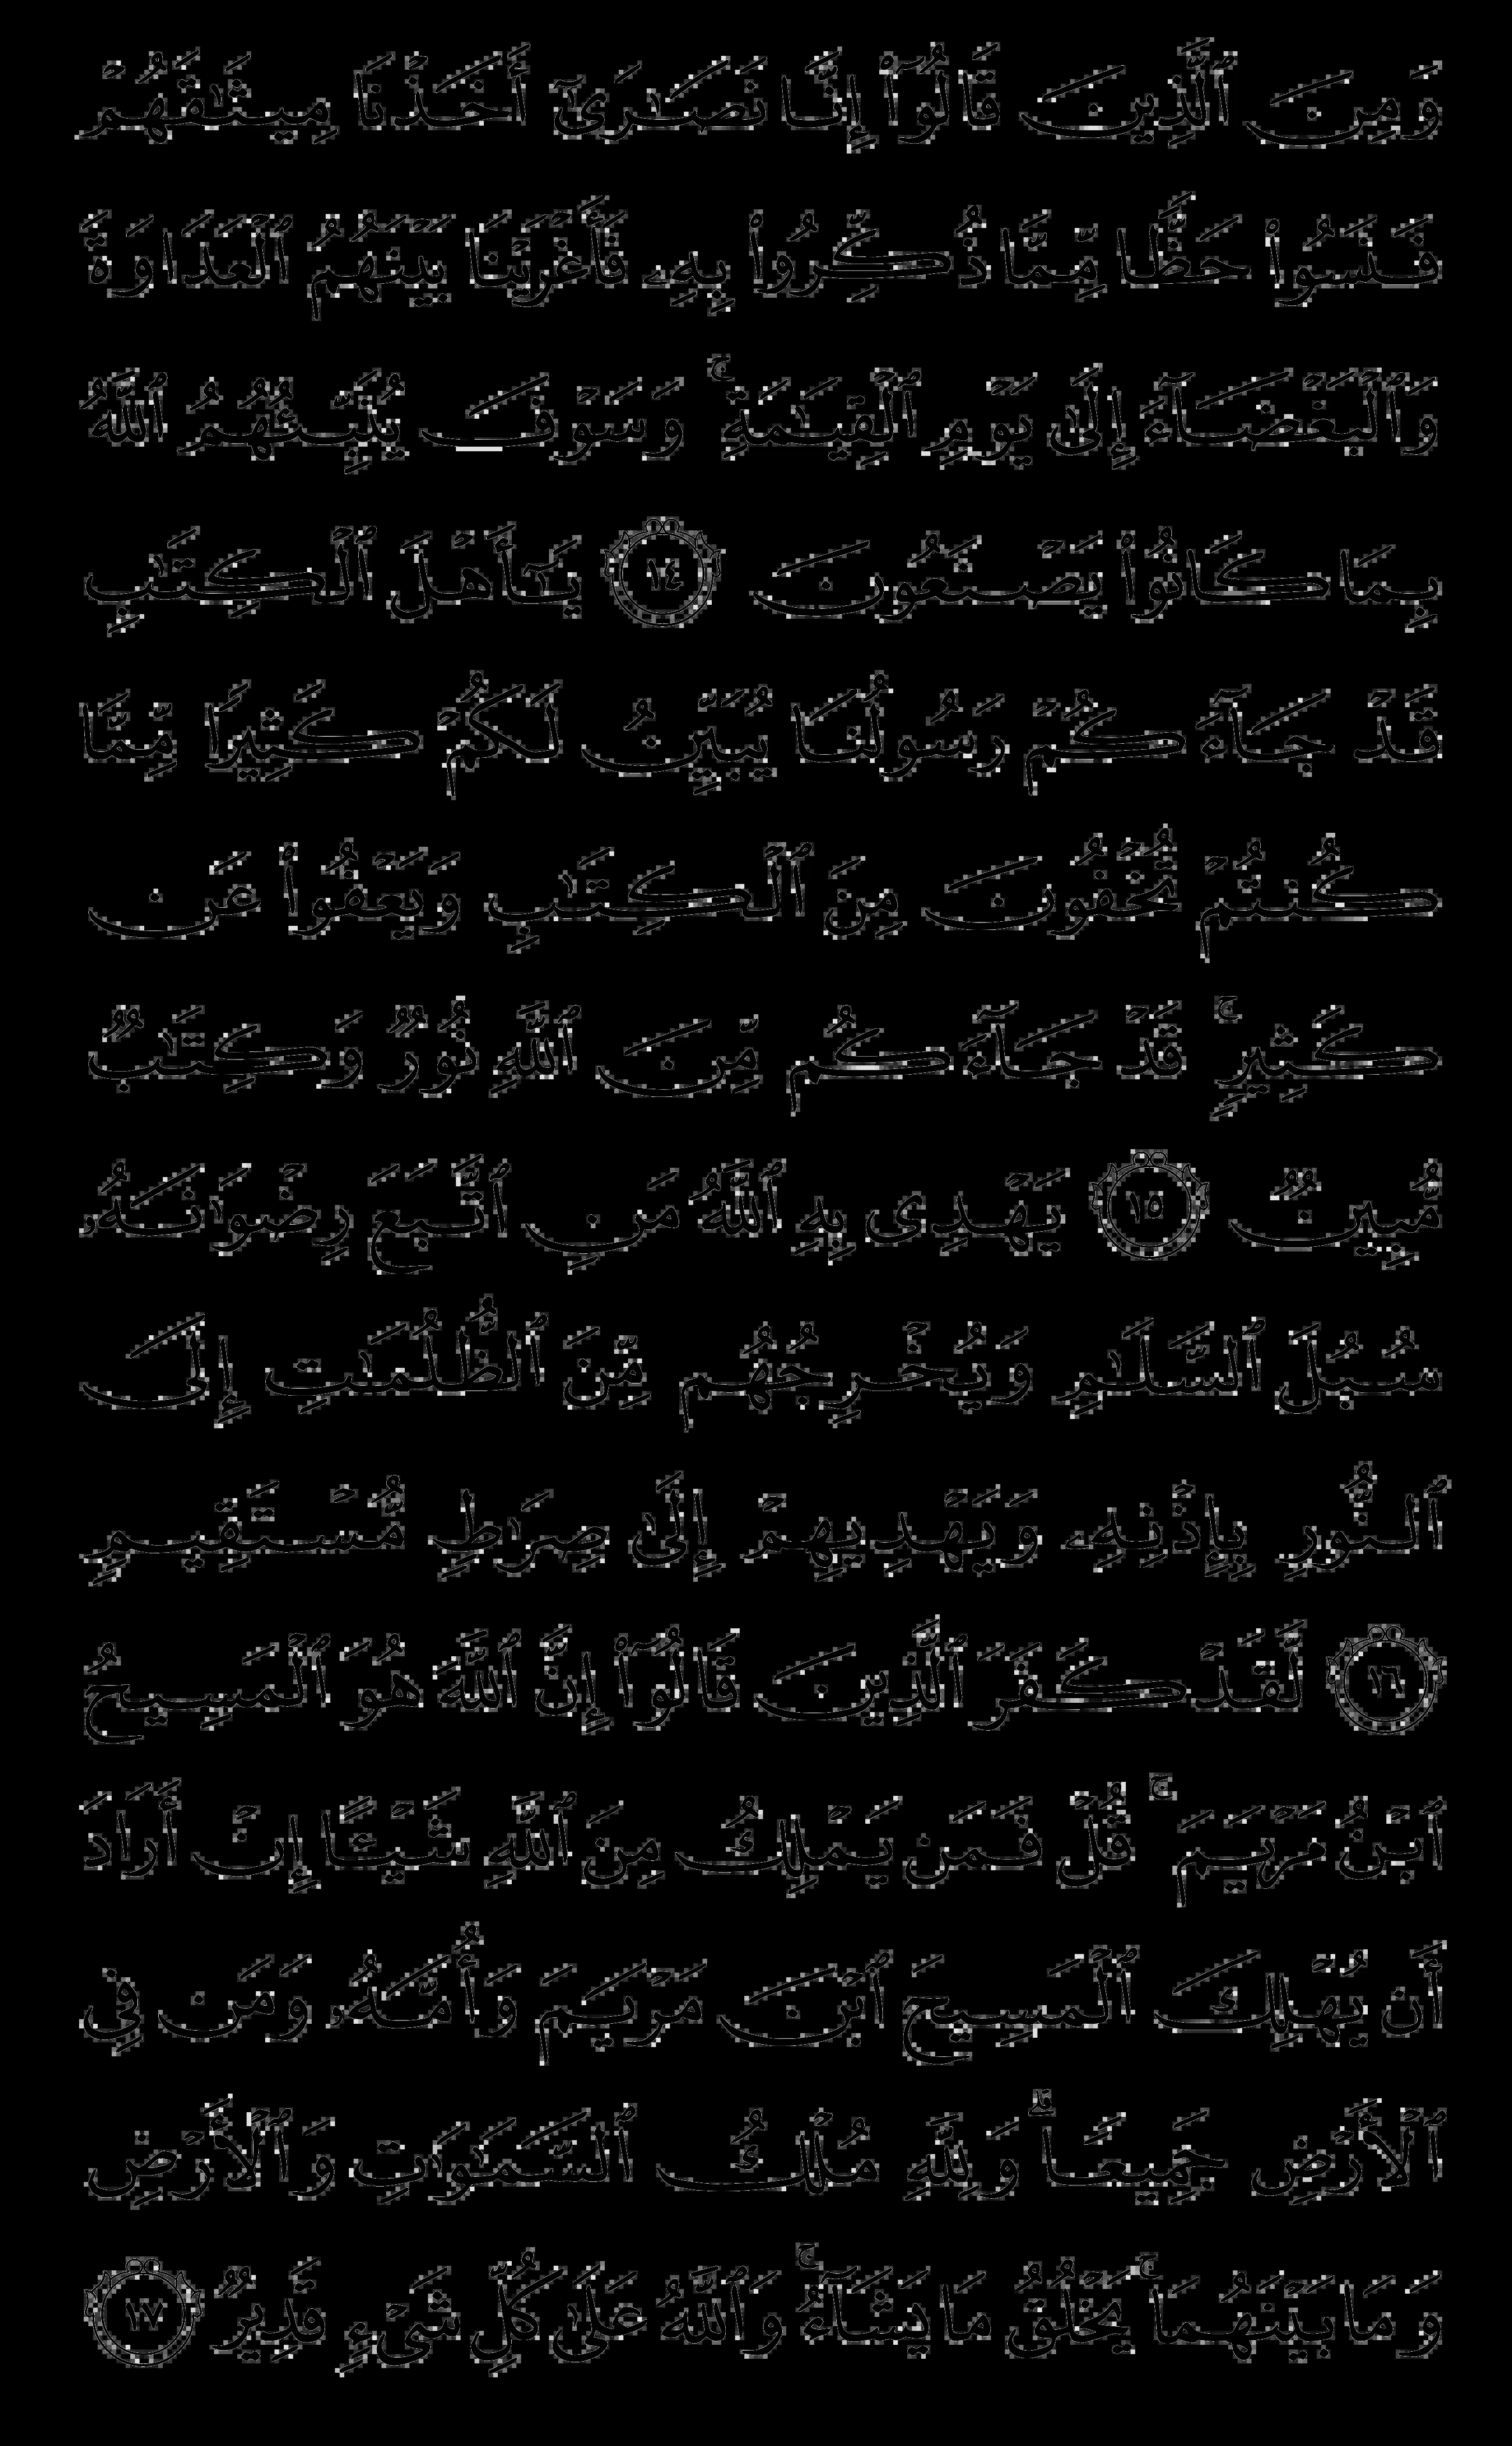 وَمِنَ ٱلَّذِينَ قَالُوٓا۟ إِنَّا نَصَـٰرَىٰٓ أَخَذْنَا مِيثَـٰقَهُمْ
فَنَسُوا۟ حَظًّا مِّمَّا ذُكِّرُوا۟ بِهِۦ فَأَغْرَيْنَا بَيْنَهُمُ ٱلْعَدَاوَةَ
وَٱلْبَغْضَآءَ إِلَىٰ يَوْمِ ٱلْقِيَـٰمَةِ ۚ وَسَوْفَ يُنَبِّئُهُمُ ٱللَّهُ
بِمَا كَانُوا۟ يَصْنَعُونَ ١٤ يَـٰٓأَهْلَ ٱلْكِتَـٰبِ
قَدْ جَآءَكُمْ رَسُولُنَا يُبَيِّنُ لَكُمْ كَثِيرًا مِّمَّا
كُنتُمْ تُخْفُونَ مِنَ ٱلْكِتَـٰبِ وَيَعْفُوا۟ عَن
كَثِيرٍ ۚ قَدْ جَآءَكُم مِّنَ ٱللَّهِ نُورٌ وَكِتَـٰبٌ
مُّبِينٌ ١٥ يَهْدِى بِهِ ٱللَّهُ مَنِ ٱتَّبَعَ رِضْوَٰنَهُۥ
سُبُلَ ٱلسَّلَـٰمِ وَيُخْرِجُهُم مِّنَ ٱلظُّلُمَـٰتِ إِلَى
ٱلنُّورِ بِإِذْنِهِۦ وَيَهْدِيهِمْ إِلَىٰ صِرَٰطٍ مُّسْتَقِيمٍ
١٦ لَّقَدْ كَفَرَ ٱلَّذِينَ قَالُوٓا۟ إِنَّ ٱللَّهَ هُوَ ٱلْمَسِيحُ
ٱبْنُ مَرْيَمَ ۚ قُلْ فَمَن يَمْلِكُ مِنَ ٱللَّهِ شَيْـًٔا إِنْ أَرَادَ
أَن يُهْلِكَ ٱلْمَسِيحَ ٱبْنَ مَرْيَمَ وَأُمَّهُۥ وَمَن فِى
ٱلْأَرْضِ جَمِيعًا ۗ وَلِلَّهِ مُلْكُ ٱلسَّمَـٰوَٰتِ وَٱلْأَرْضِ
وَمَا بَيْنَهُمَا ۚ يَخْلُقُ مَا يَشَآءُ ۚ وَٱللَّهُ عَلَىٰ كُلِّ شَىْءٍ قَدِيرٌ ١٧